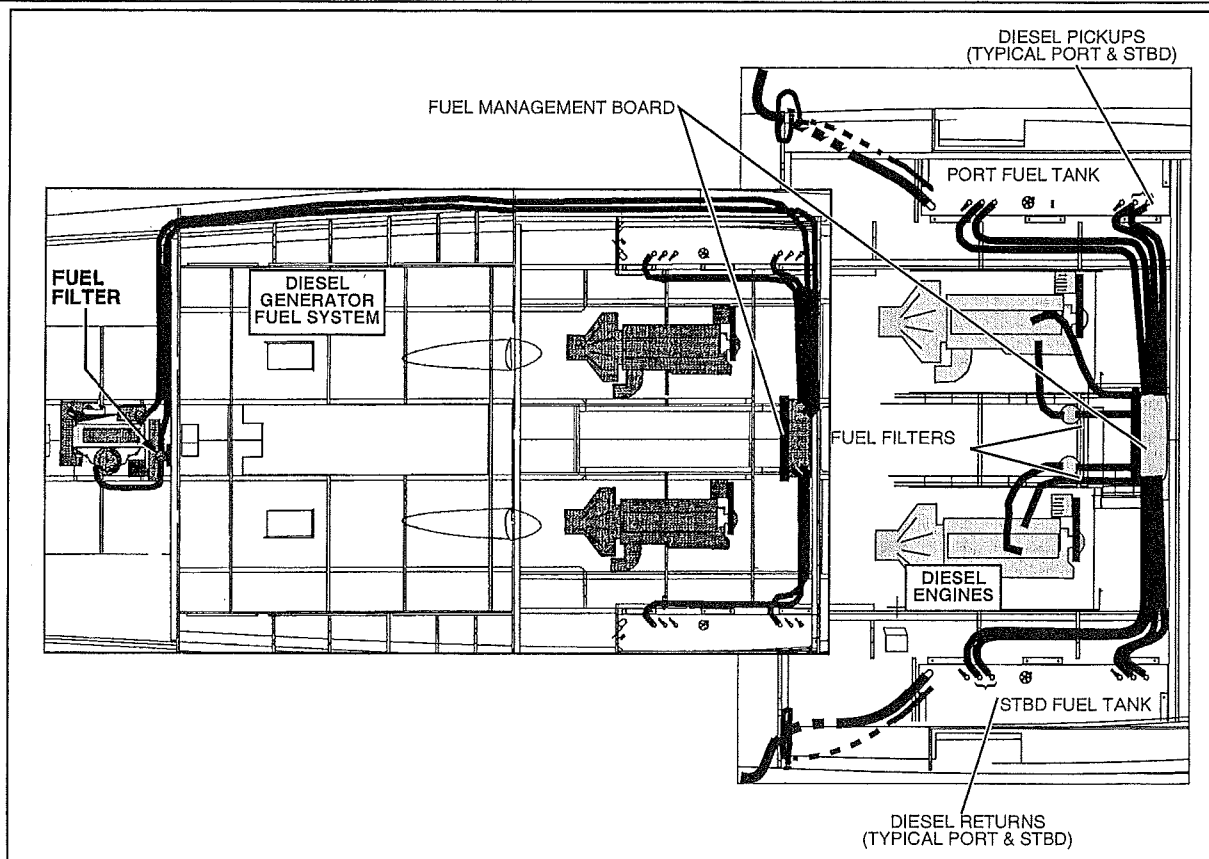 DIESEL PICKUPS
(TYPICAL PORT & STBD)
FUEL MANAGEMENT BOARD
PORT FUEL TANK
FUEL
FILTER
DIESEL
GENERATOR
FUEL SYSTEM
FUEL FILTERS
DIESEL
ENGINES
STBD FUEL TANK
DIESEL RETURNS
(TYPICAL PORT & STBD)